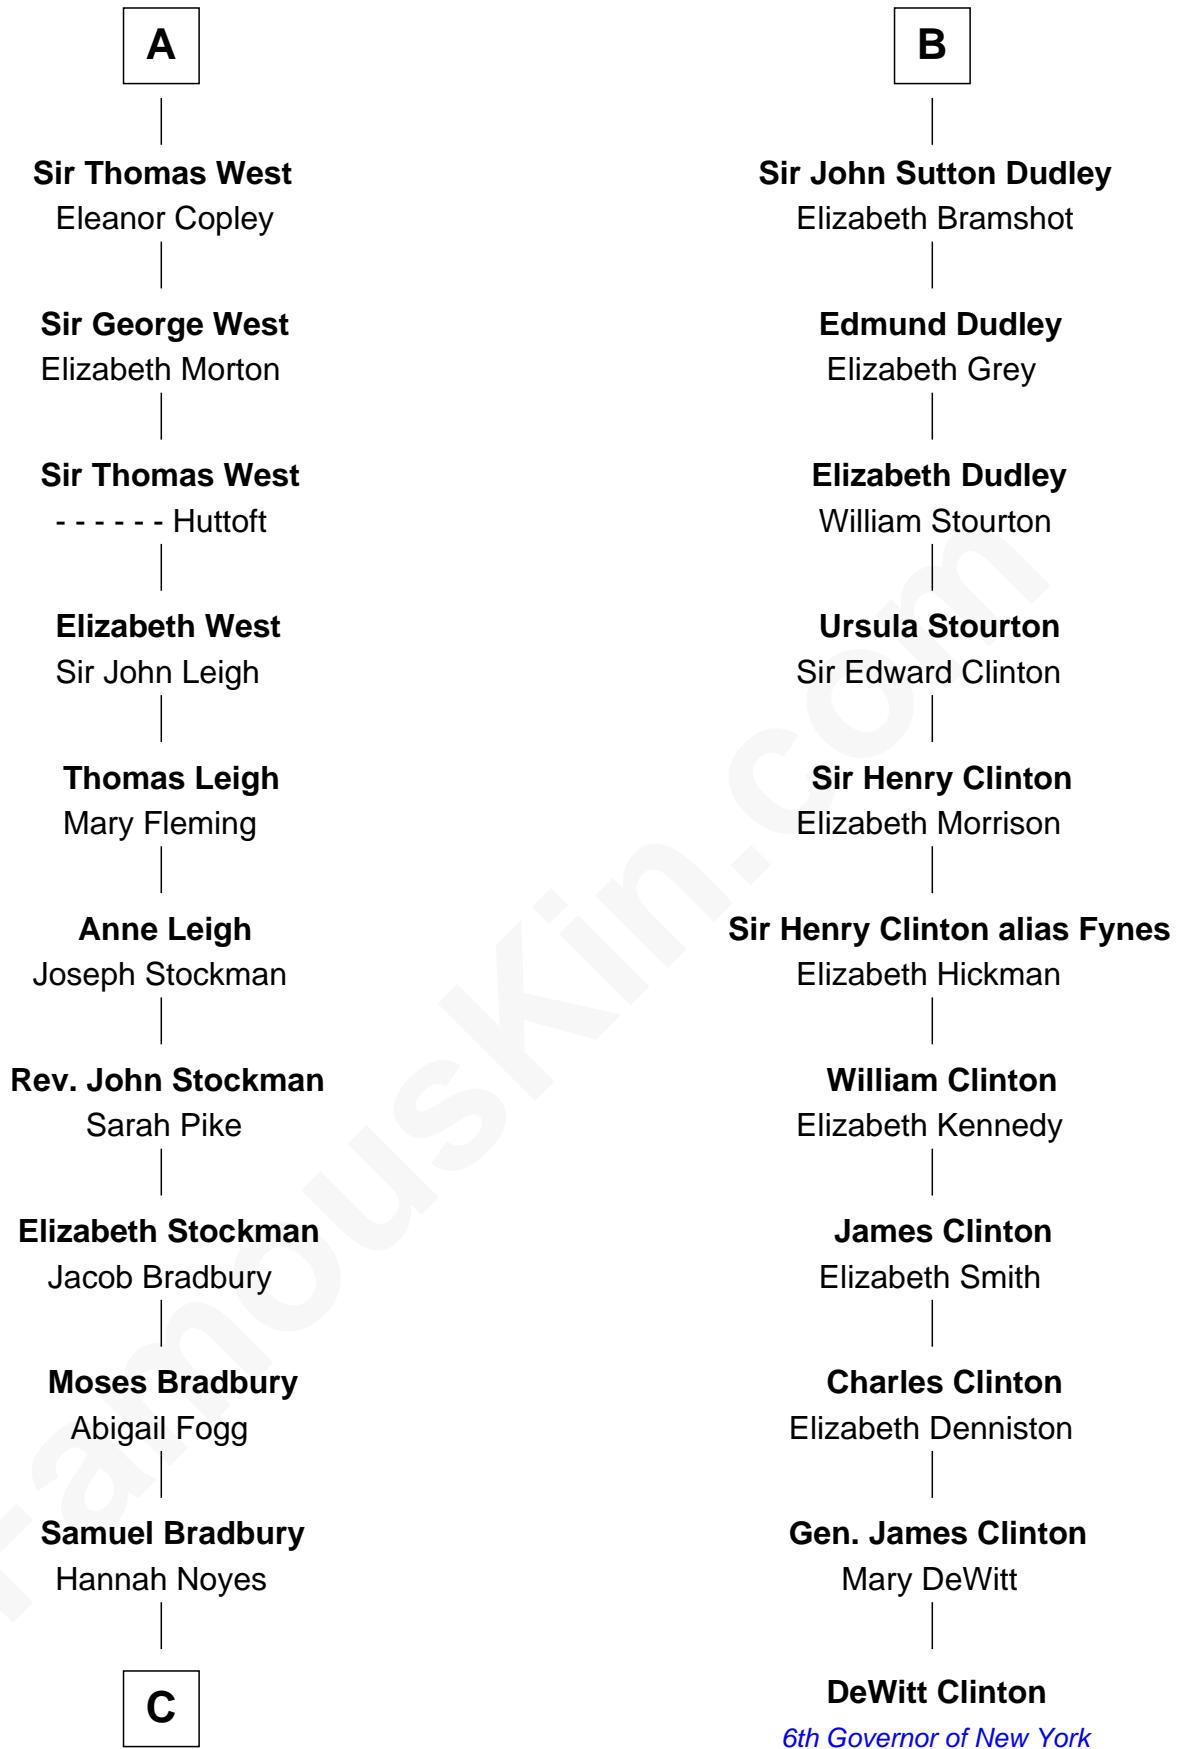 A
Sir Thomas West
Eleanor Copley
Sir George West
Elizabeth Morton
Sir Thomas West
- - - - - - Huttoft
Elizabeth West
Sir John Leigh
Thomas Leigh
Mary Fleming
Anne Leigh
Joseph Stockman
Rev. John Stockman
Sarah Pike
Elizabeth Stockman
Jacob Bradbury
Moses Bradbury
Abigail Fogg
Samuel Bradbury
Hannah Noyes
C
B
Sir John Sutton Dudley
Elizabeth Bramshot
Edmund Dudley
Elizabeth Grey
Elizabeth Dudley
William Stourton
Ursula Stourton
Sir Edward Clinton
Sir Henry Clinton
Elizabeth Morrison
Sir Henry Clinton alias Fynes
Elizabeth Hickman
William Clinton
Elizabeth Kennedy
James Clinton
Elizabeth Smith
Charles Clinton
Elizabeth Denniston
Gen. James Clinton
Mary DeWitt
DeWitt Clinton
6th Governor of New York
FamousKin.com